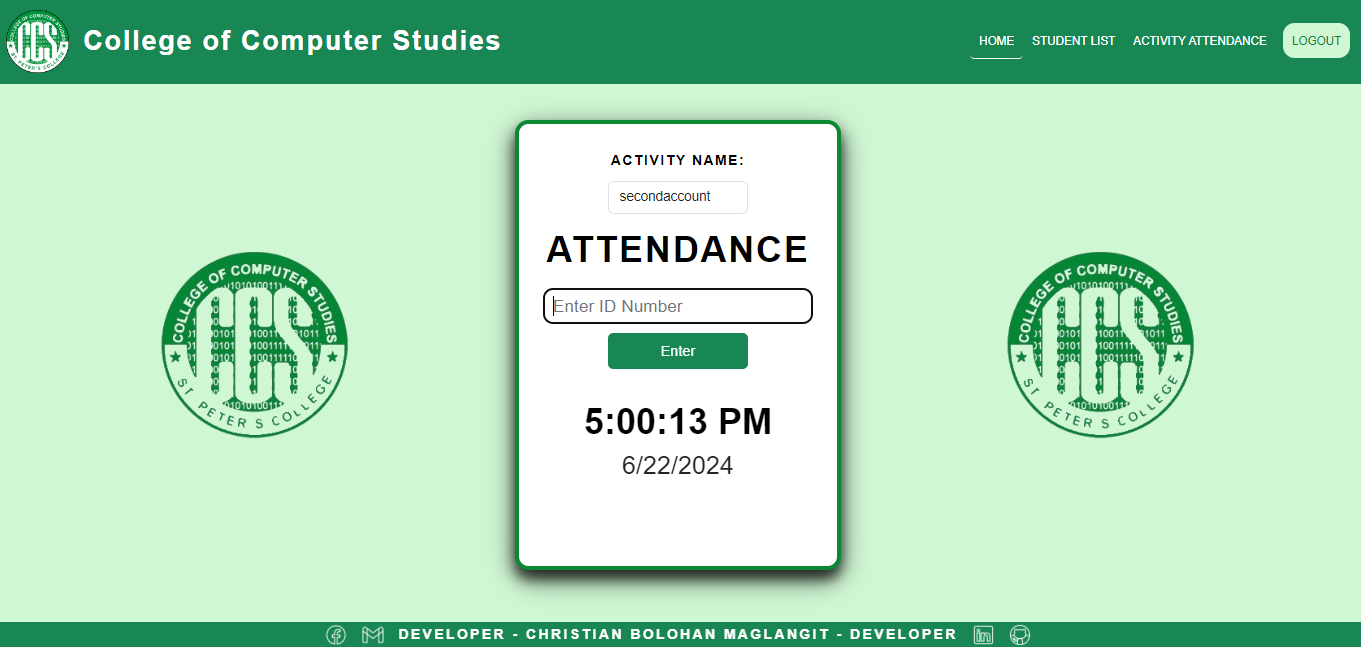 COLLEGE OF COMPUTER STUDIES
CCS
ST. PETER'S COLLEGE
College of Computer Studies
HOME
STUDENT LIST
ACTIVITY ATTENDANCE
LOGOUT
ACTIVITY NAME:
secondaccount
ATTENDANCE
Enter ID Number
Enter
5:00:13 PM
6/22/2024
COLLEGE OF COMPUTER STUDIES
CCS
ST. PETER S COLLEGE
COLLEGE OF COMPUTER STUDIES
CCS
ST. PETER S COLLEGE
DEVELOPER - CHRISTIAN BOLOHAN MAGLANGIT - DEVELOPER
in